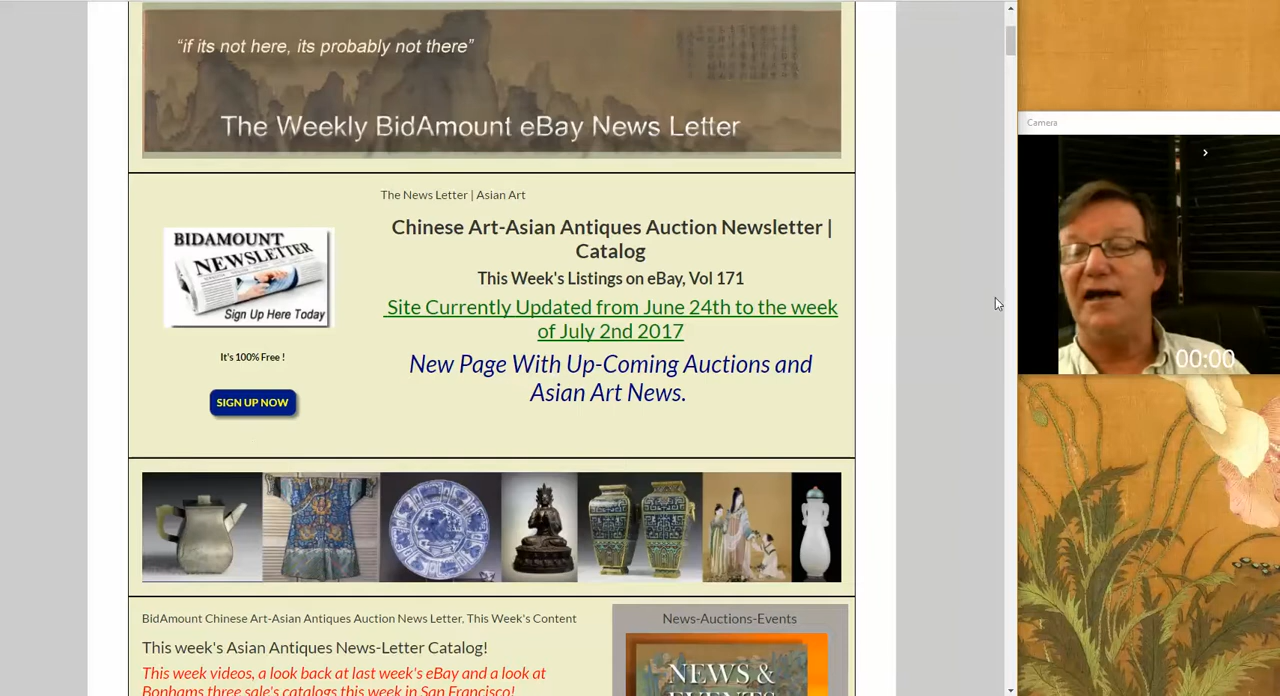 “if its not here, its probably not there”
The Weekly BidAmount eBay News Letter
Camera
The News Letter | Asian Art
BIDAMOUNT
NEWSLETTER
Sign Up Here Today
It's 100% Free !
SIGN UP NOW
Chinese Art-Asian Antiques Auction Newsletter |
Catalog
This Week's Listings on eBay, Vol 171
Site Currently Updated from June 24th to the week
of July 2nd 2017
New Page With Up-Coming Auctions and
Asian Art News.
00:00
BidAmount Chinese Art-Asian Antiques Auction News Letter, This Week's Content
This week's Asian Antiques News-Letter Catalog!
This week videos, a look back at last week's eBay and a look at
Bonhams three sale's catalogs this week in San Francisco!
News-Auctions-Events
NEWS &
EVENTS